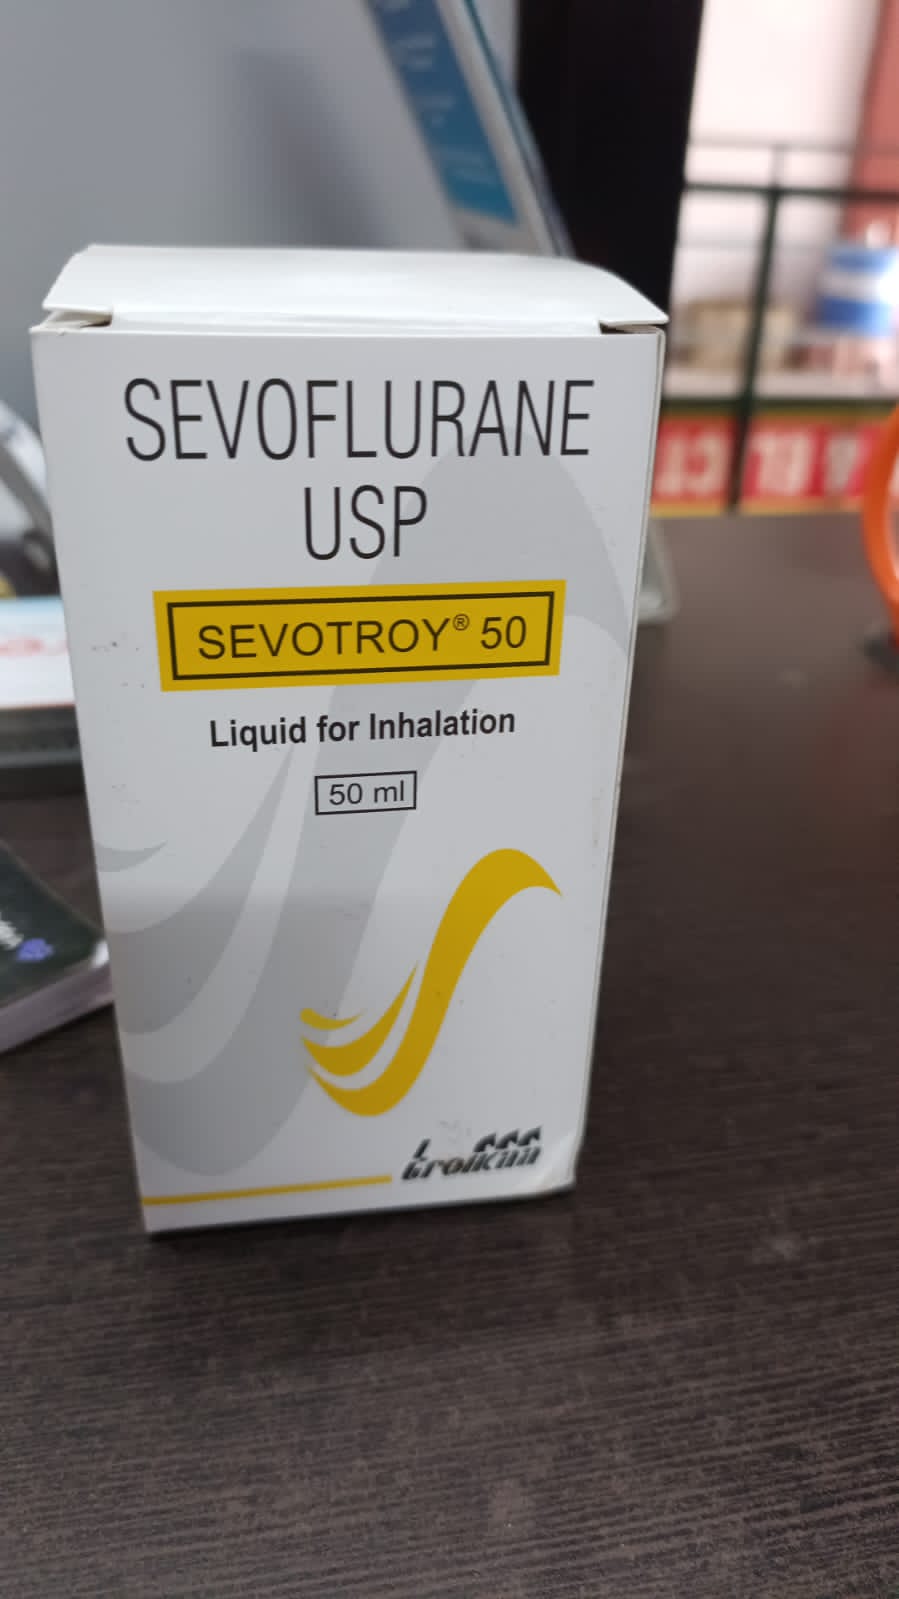 SEVOFLURANE
USP
SEVOTROY® 50
Liquid for Inhalation
50 ml
troikaa